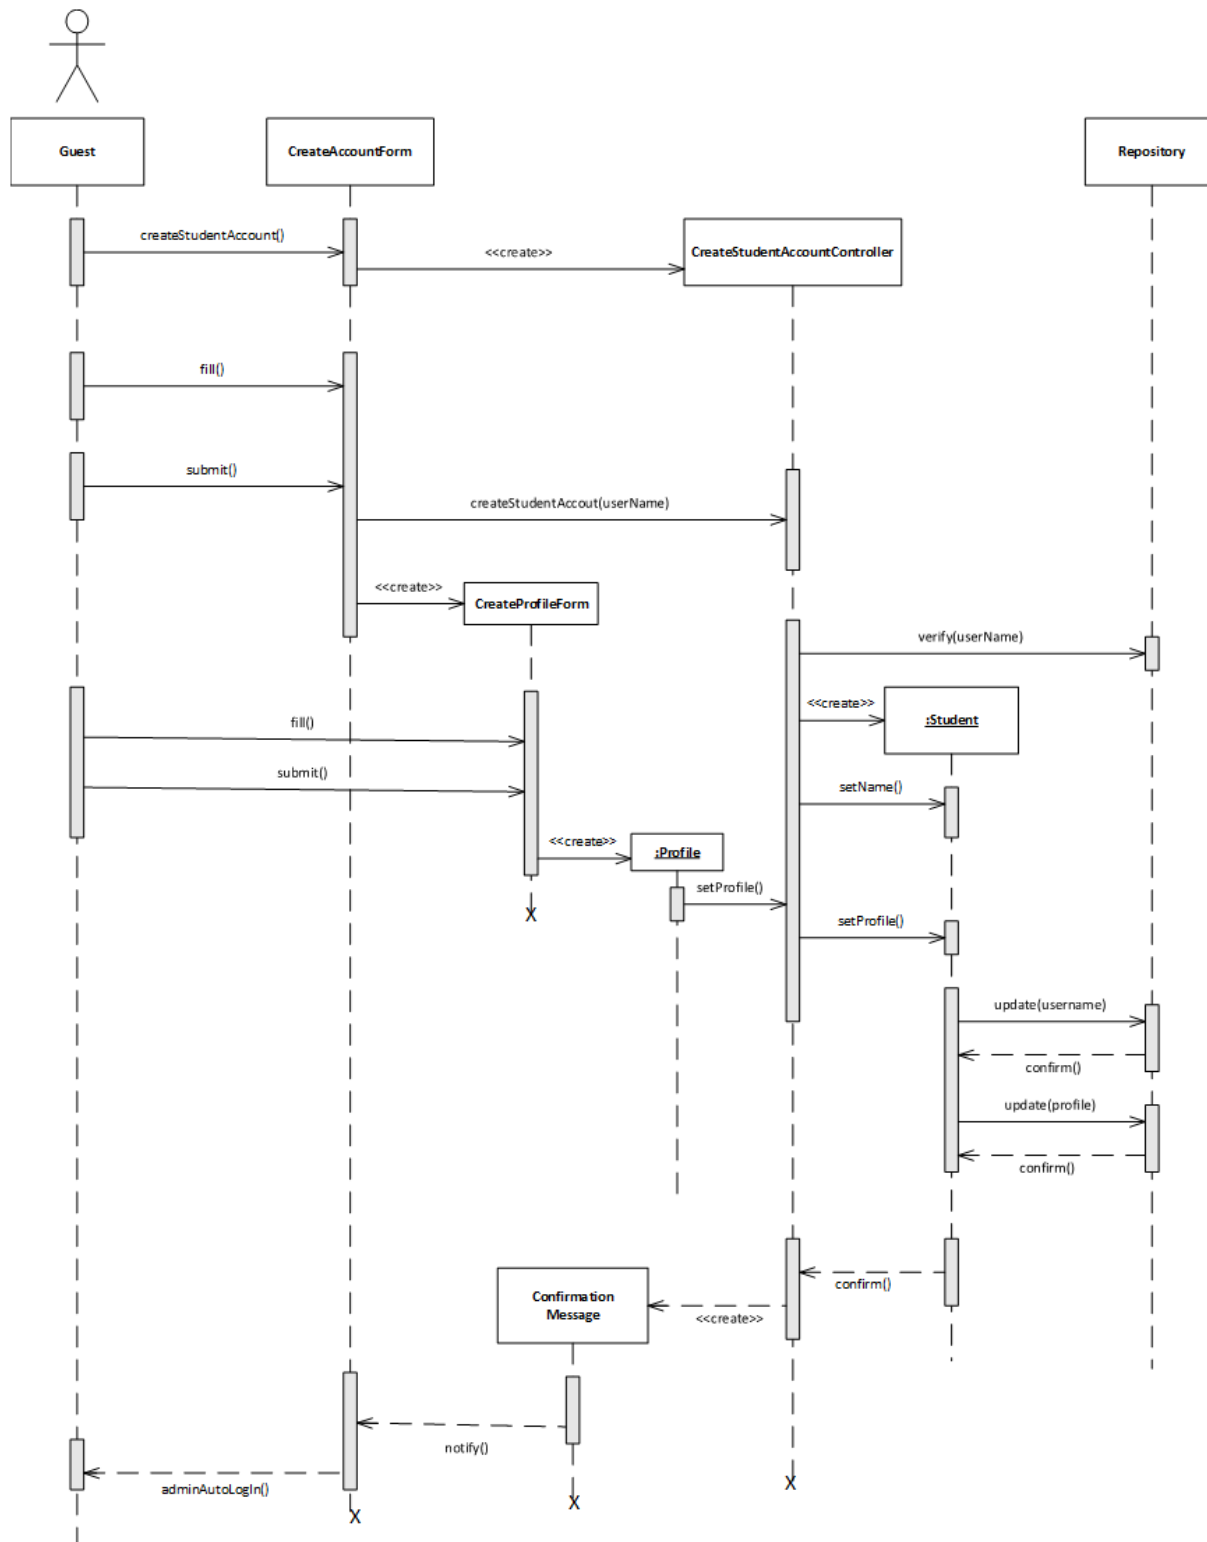 Guest
CreateAccountForm
Repository
createStudentAccount()
<<create>>
CreateStudentAccountController
fill()
submit()
createStudentAccout(userName)
<<create>>
CreateProfileForm
verify(userName)
<<create>>
:Student
fill()
submit()
setName()
<<create>>
:Profile
setProfile()
setProfile()
update(username)
confirm()
update(profile)
confirm()
confirm()
Confirmation
Message
<<create>>
notify()
adminAutoLogIn()
X
X
X
X